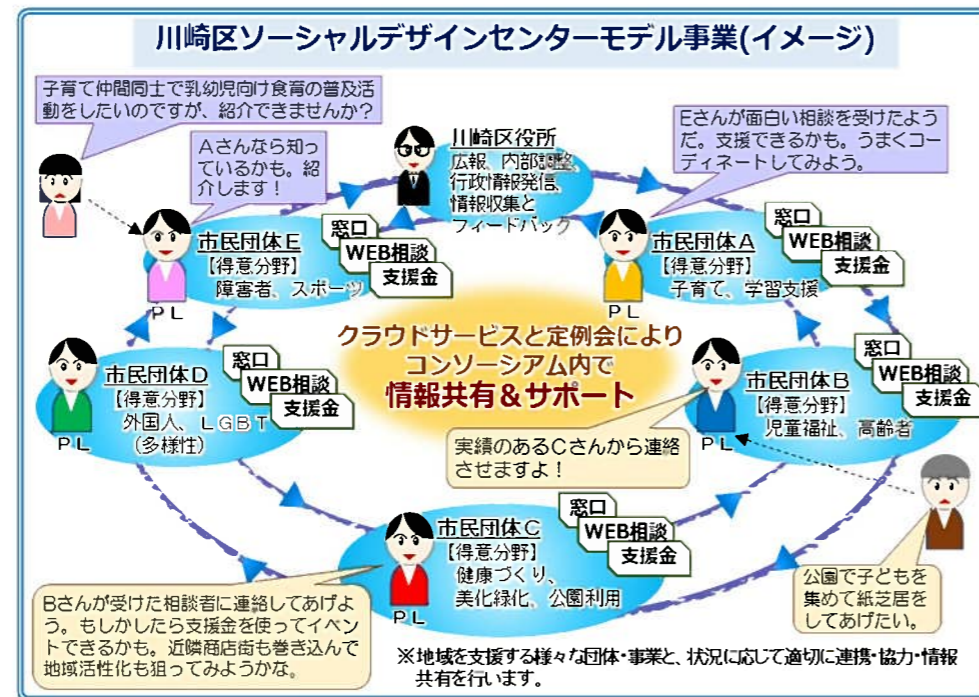 川崎区ソーシャルデザインセンターモデル事業(イメージ)
子育て仲間同士で乳幼児向け食育の普及活
動をしたいのですが、紹介できませんか？
Aさんなら知っ
ているかも。紹
介します！
川崎区役所
広報、内部調整、
行政情報発信、
情報収集と
フィードバック
Eさんが面白い相談を受けたよう
だ。支援できるかも。うまくコー
ディネートしてみよう。
市民団体E
【得意分野】
障害者、スポーツ
窓口
WEB相談
支援金
PL
市民団体A
【得意分野】
子育て、学習支援
窓口
WEB相談
支援金
PL
クラウドサービスと定例会により
コンソーシアム内で
情報共有＆サポート
市民団体D
【得意分野】
外国人、LGBT
(多様性)
窓口
WEB相談
支援金
PL
市民団体B
【得意分野】
児童福祉、高齢者
窓口
WEB相談
支援金
PL
実績のあるCさんから連絡
させますよ！
市民団体C
【得意分野】
健康づくり、
美化緑化、公園利用
窓口
WEB相談
支援金
PL
Bさんが受けた相談者に連絡してあげよ
う。もしかしたら支援金を使ってイベント
できるかも。近隣商店街も巻き込んで
地域活性化も狙ってみようかな。
公園で子どもを
集めて紙芝居を
してあげたい。
※地域を支援する様々な団体・事業と、状況に応じて適切に連携・協力・情報
共有を行います。